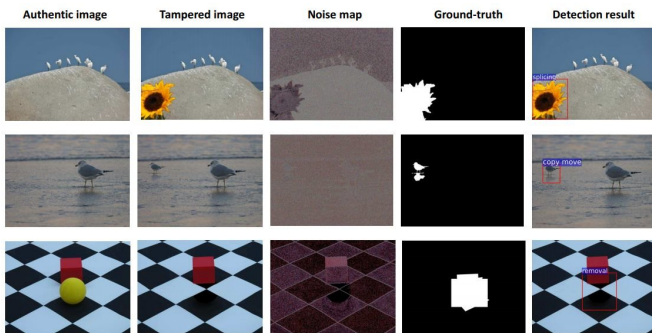 Authentic image Tampered image Noise map Ground-truth Detection result
splicing
copy move
removal